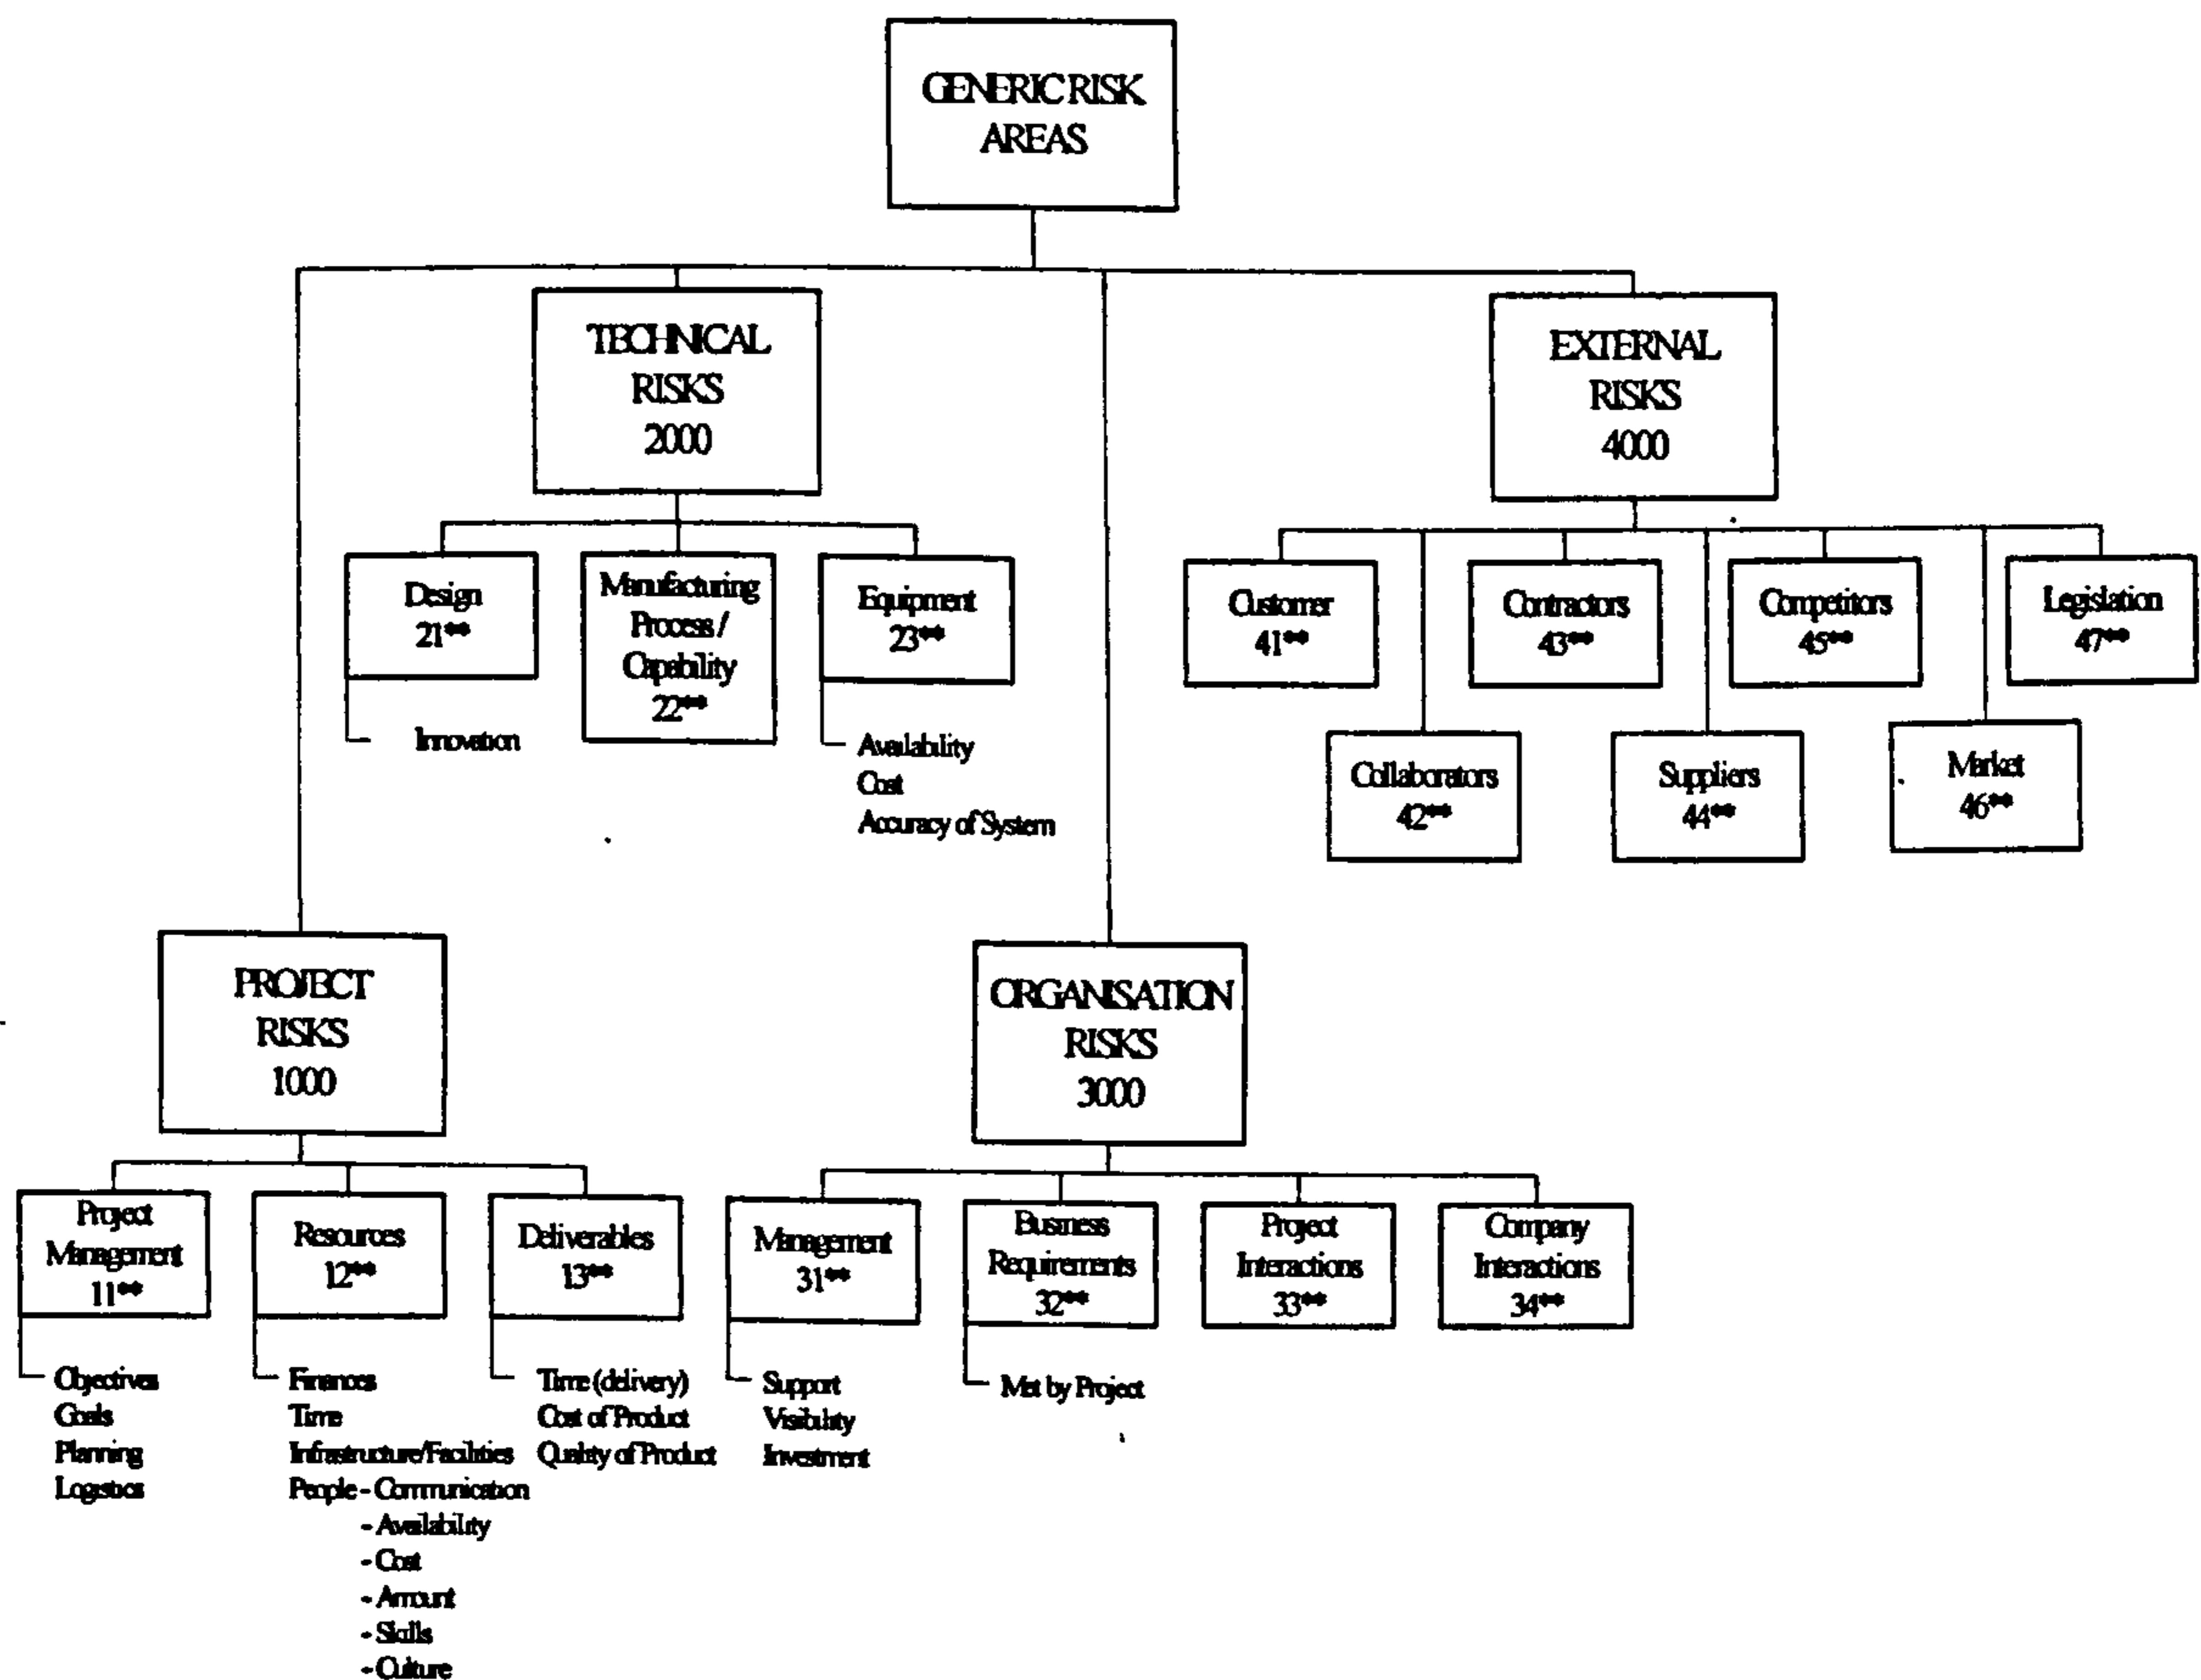 GENERIC RISK
AREAS
TECHNICAL
RISKS
2000
EXTERNAL
RISKS
4000
Design
21**
Manufacturing
Process /
Capability
22**
Equipment
23**
Customer
41**
Contractors
43**
Competitors
45**
Legislation
47**
Innovation
Availability
Cost
Accuracy of System
Collaborators
42**
Suppliers
44**
Market
46**
PROJECT
RISKS
1000
ORGANISATION
RISKS
3000
Project
Management
11**
Resources
12**
Deliverables
13**
Management
31**
Business
Requirements
32**
Project
Interactions
33**
Company
Interactions
34**
Objectives
Goals
Planning
Logistics
Finances
Time
Infrastructure/Facilities
People - Communication
- Availability
- Cost
- Amount
- Skills
- Culture
Time (delivery)
Cost of Product
Quality of Product
Support
Visibility
Investment
Met by Project